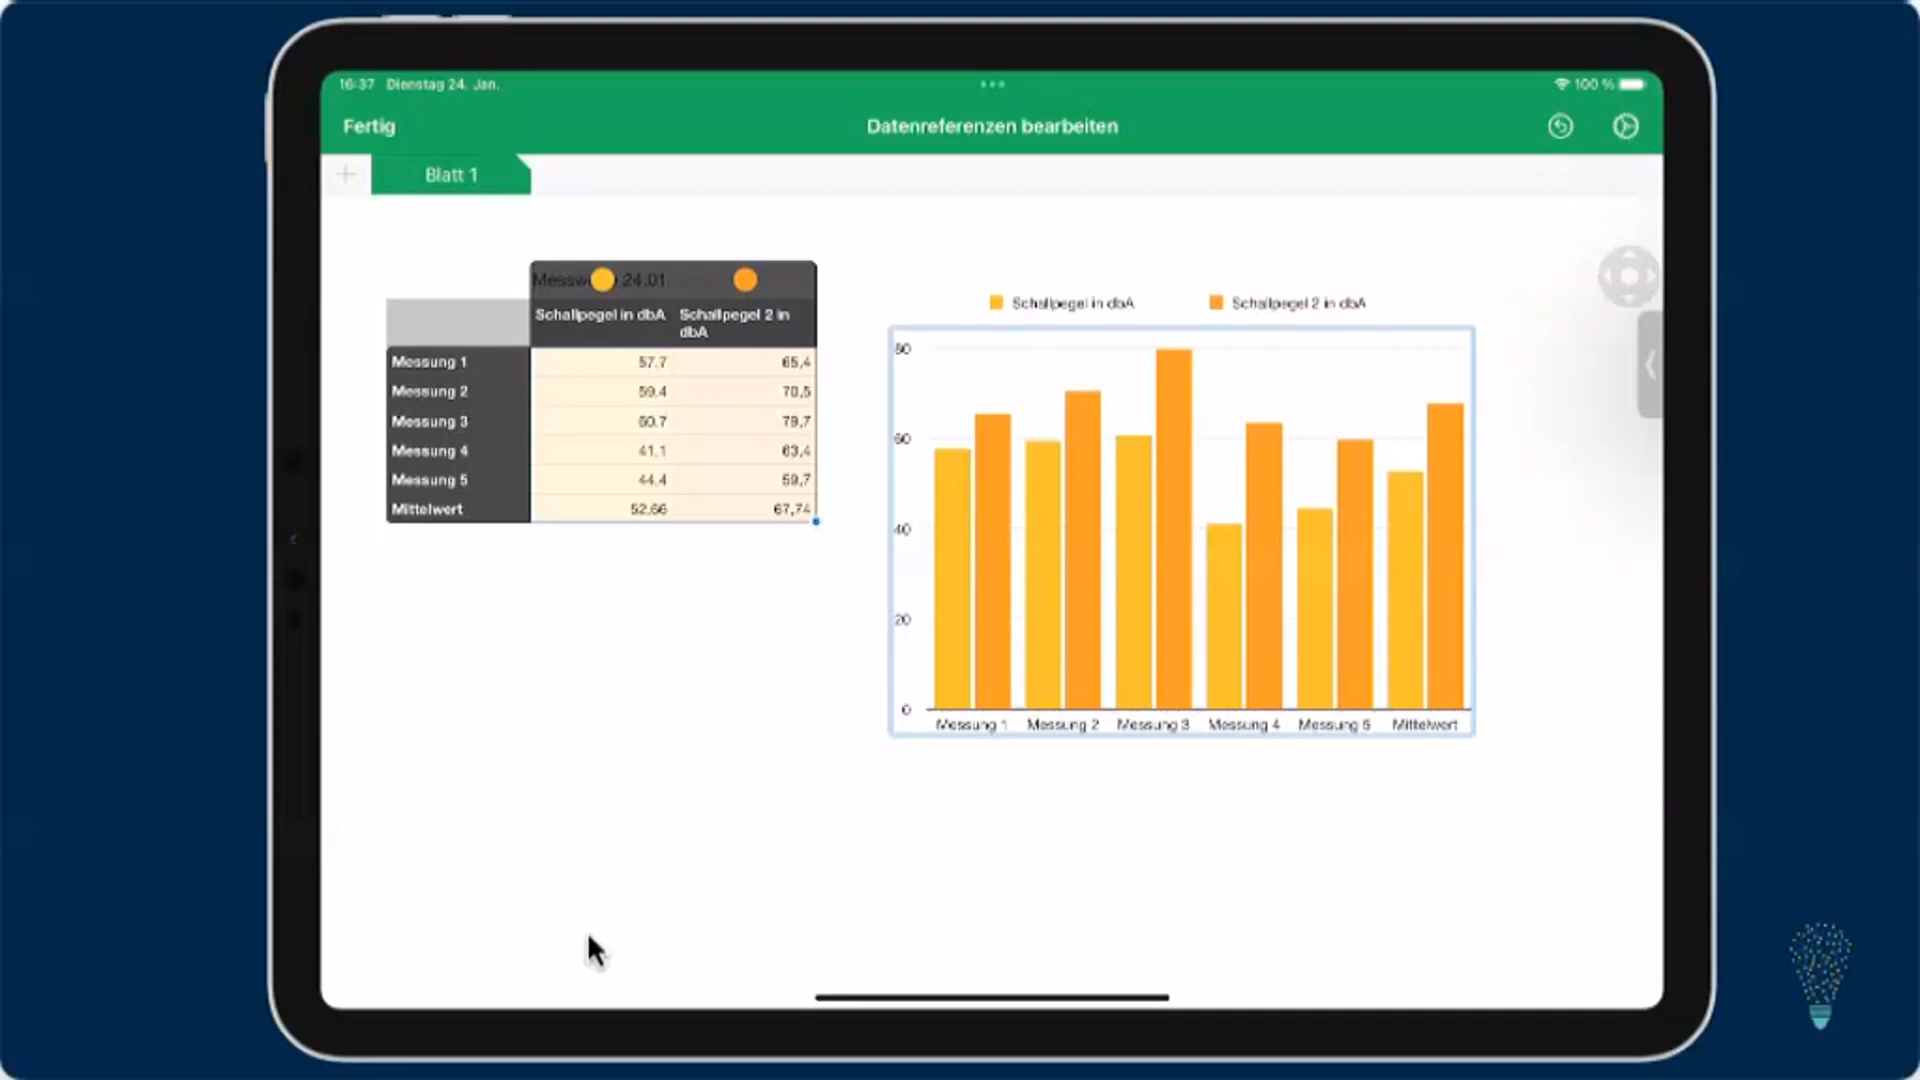 16:37 Dienstag 24. Jan.
100 %
Fertig
Datenreferenzen bearbeiten
Blatt 1
24.01.
Schallpegel in dbA
Schallpegel 2 in dbA
Messung 1 57,7 65,4
Messung 2 59,4 70,5
Messung 3 60,7 79,7
Messung 4 41,1 63,4
Messung 5 44,4 59,7
Mittelwert 52,66 67,74
Schallpegel in dbA
Schallpegel 2 in dbA
80
60
40
20
0
Messung 1 Messung 2 Messung 3 Messung 4 Messung 5 Mittelwert